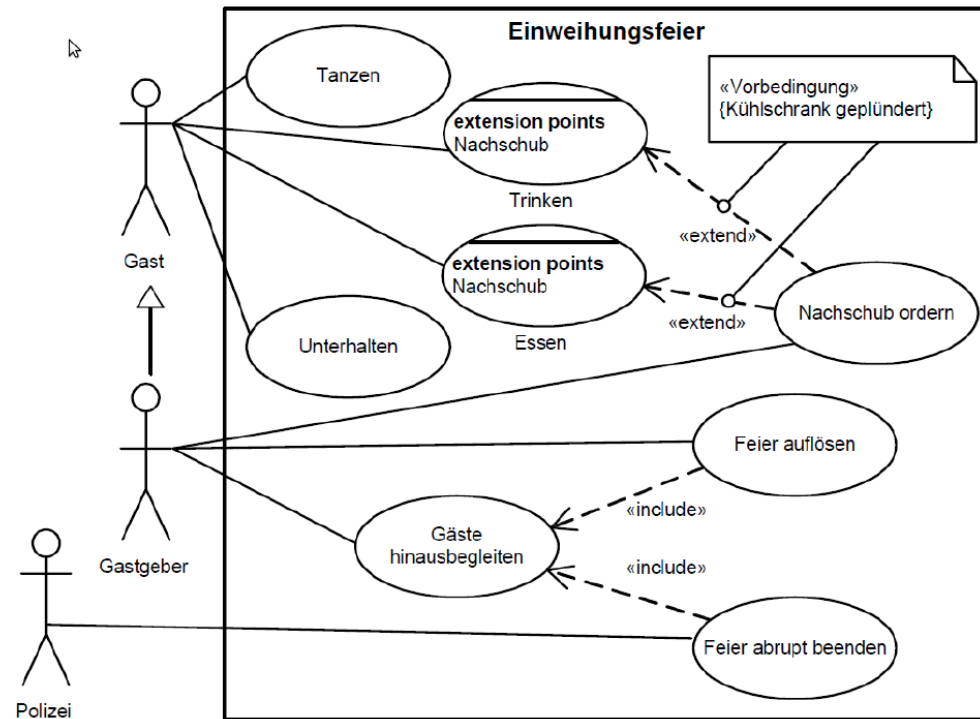 Einweihungsfeier
Tanzen
«Vorbedingung»
{Kühlschrank geplündert}
extension points
Nachschub
Trinken
«extend»
Gast
extension points
Nachschub
Essen
«extend»
Nachschub ordern
Unterhalten
Feier auflösen
«include»
Gäste
hinausbegleiten
Gastgeber
«include»
Feier abrupt beenden
Polizei